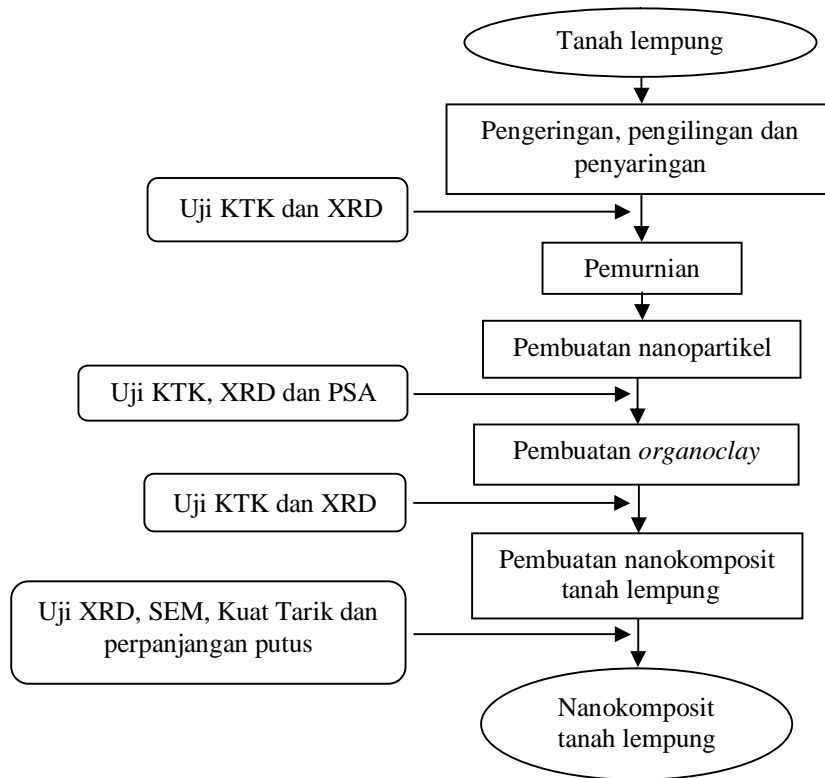 Tanah lempung
Pengeringan, pengilingan dan
penyaringan
Uji KTK dan XRD
Pemurnian
Pembuatan nanopartikel
Uji KTK, XRD dan PSA
Pembuatan organoclay
Uji KTK dan XRD
Pembuatan nanokomposit
tanah lempung
Uji XRD, SEM, Kuat Tarik dan
perpanjangan putus
Nanokomposit
tanah lempung